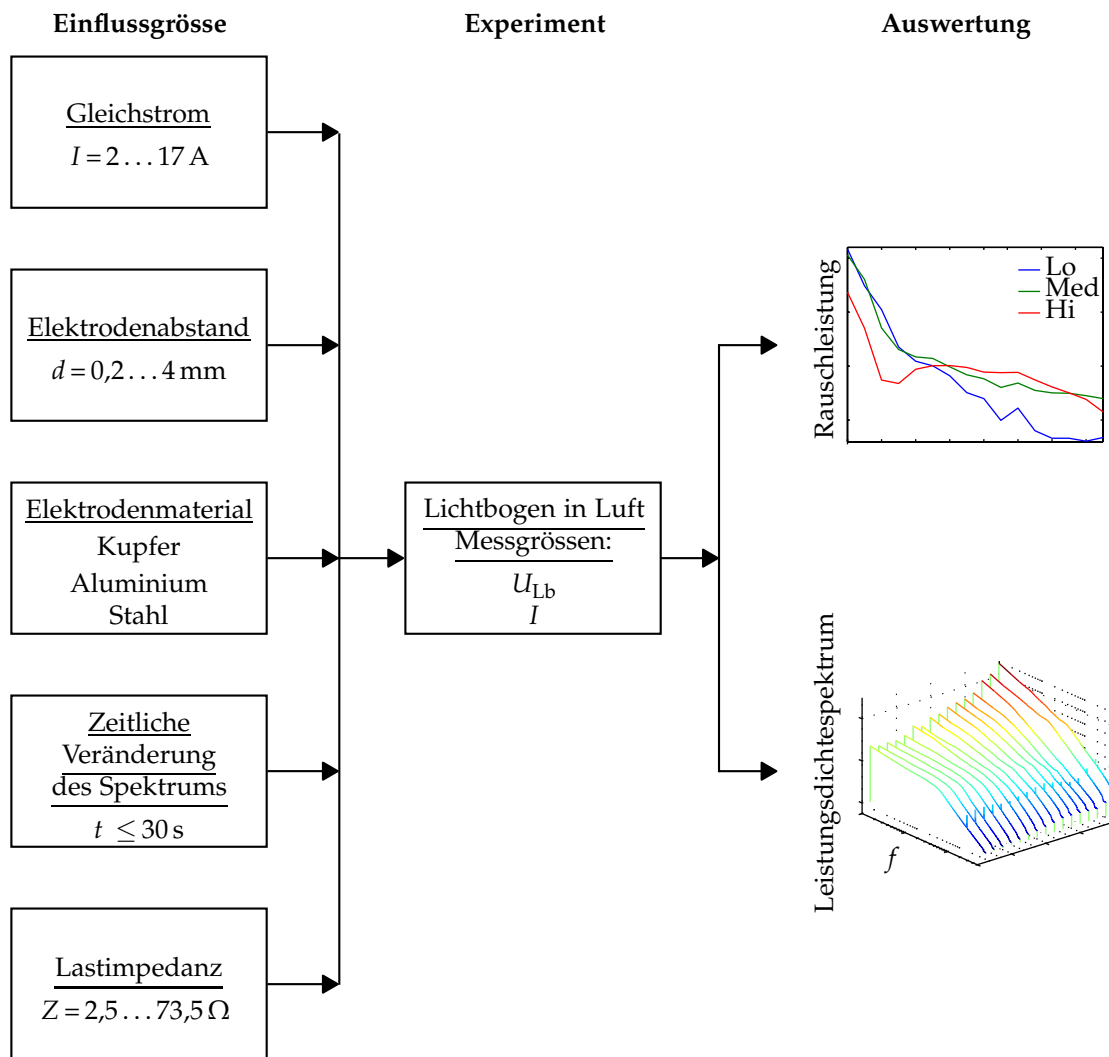 Einflussgrösse
Experiment
Auswertung
Gleichstrom
I = 2 . . . 17 A
Elektrodenabstand
d = 0,2 . . . 4 mm
Elektrodenmaterial
Kupfer
Aluminium
Stahl
Zeitliche
Veränderung
des Spektrums
t ≤ 30 s
Lastimpedanz
Z = 2,5 . . . 73,5 Ω
Lichtbogen in Luft
Messgrössen:
U_Lb
I
Rauschleistung
Lo
Med
Hi
Leistungsdichtespektrum
f